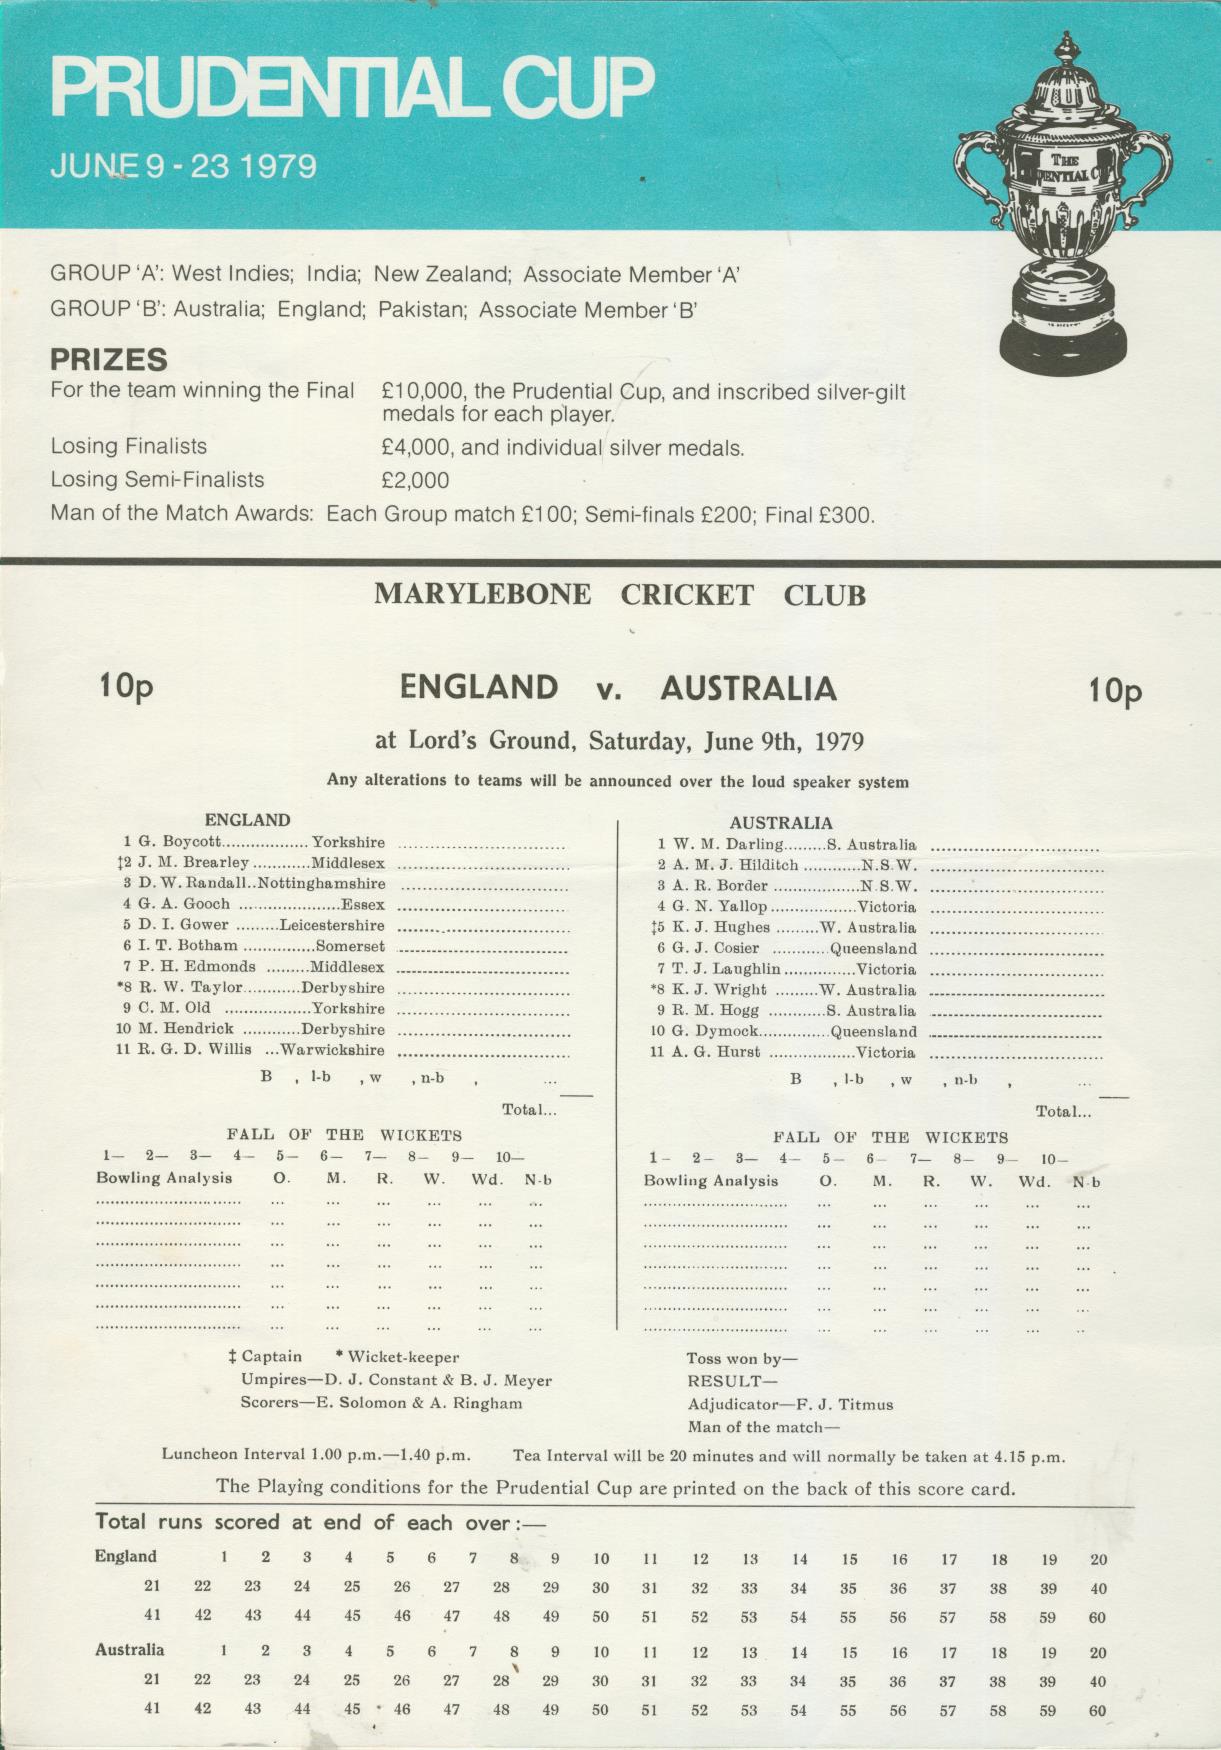 PRUDENTIAL CUP
JUNE 9 - 23 1979
THE
PRUDENTIAL CUP
GROUP 'A': West Indies; India; New Zealand; Associate Member 'A'
GROUP 'B': Australia; England; Pakistan; Associate Member 'B'
PRIZES
For the team winning the Final £10,000, the Prudential Cup, and inscribed silver-gilt
medals for each player.
Losing Finalists £4,000, and individual silver medals.
Losing Semi-Finalists £2,000
Man of the Match Awards: Each Group match £100; Semi-finals £200; Final £300.
MARYLEBONE CRICKET CLUB
10p ENGLAND v. AUSTRALIA 10p
at Lord's Ground, Saturday, June 9th, 1979
Any alterations to teams will be announced over the loud speaker system
ENGLAND
1 G. Boycott.................. Yorkshire
‡2 J. M. Brearley ............Middlesex
3 D. W. Randall..Nottinghamshire
4 G. A. Gooch .....................Essex
5 D. I. Gower .........Leicestershire
6 I. T. Botham ...............Somerset
7 P. H. Edmonds .........Middlesex
*8 R. W. Taylor............Derbyshire
9 C. M. Old ..................Yorkshire
10 M. Hendrick ............Derbyshire
11 R. G. D. Willis ...Warwickshire
B , l-b , w , n-b , ...
Total...
FALL OF THE WICKETS
1— 2— 3— 4— 5— 6— 7— 8— 9— 10—
Bowling Analysis O. M. R. W. Wd. N-b
AUSTRALIA
1 W. M. Darling.........S. Australia
2 A. M. J. Hilditch ............N.S.W.
3 A. R. Border ..................N.S.W.
4 G. N. Yallop ..................Victoria
‡5 K. J. Hughes .........W. Australia
6 G. J. Cosier ............Queensland
7 T. J. Laughlin ...............Victoria
*8 K. J. Wright .........W. Australia
9 R. M. Hogg ............S. Australia
10 G. Dymock...............Queensland
11 A. G. Hurst ..................Victoria
B , l-b , w , n-b , ...
Total...
FALL OF THE WICKETS
1— 2— 3— 4— 5— 6— 7— 8— 9— 10—
Bowling Analysis O. M. R. W. Wd. N-b
‡ Captain * Wicket-keeper
Umpires—D. J. Constant & B. J. Meyer
Scorers—E. Solomon & A. Ringham
Toss won by—
RESULT—
Adjudicator—F. J. Titmus
Man of the match—
Luncheon Interval 1.00 p.m.—1.40 p.m. Tea Interval will be 20 minutes and will normally be taken at 4.15 p.m.
The Playing conditions for the Prudential Cup are printed on the back of this score card.
Total runs scored at end of each over :—
England 1 2 3 4 5 6 7 8 9 10 11 12 13 14 15 16 17 18 19 20
21 22 23 24 25 26 27 28 29 30 31 32 33 34 35 36 37 38 39 40
41 42 43 44 45 46 47 48 49 50 51 52 53 54 55 56 57 58 59 60
Australia 1 2 3 4 5 6 7 8 9 10 11 12 13 14 15 16 17 18 19 20
21 22 23 24 25 26 27 28 29 30 31 32 33 34 35 36 37 38 39 40
41 42 43 44 45 46 47 48 49 50 51 52 53 54 55 56 57 58 59 60